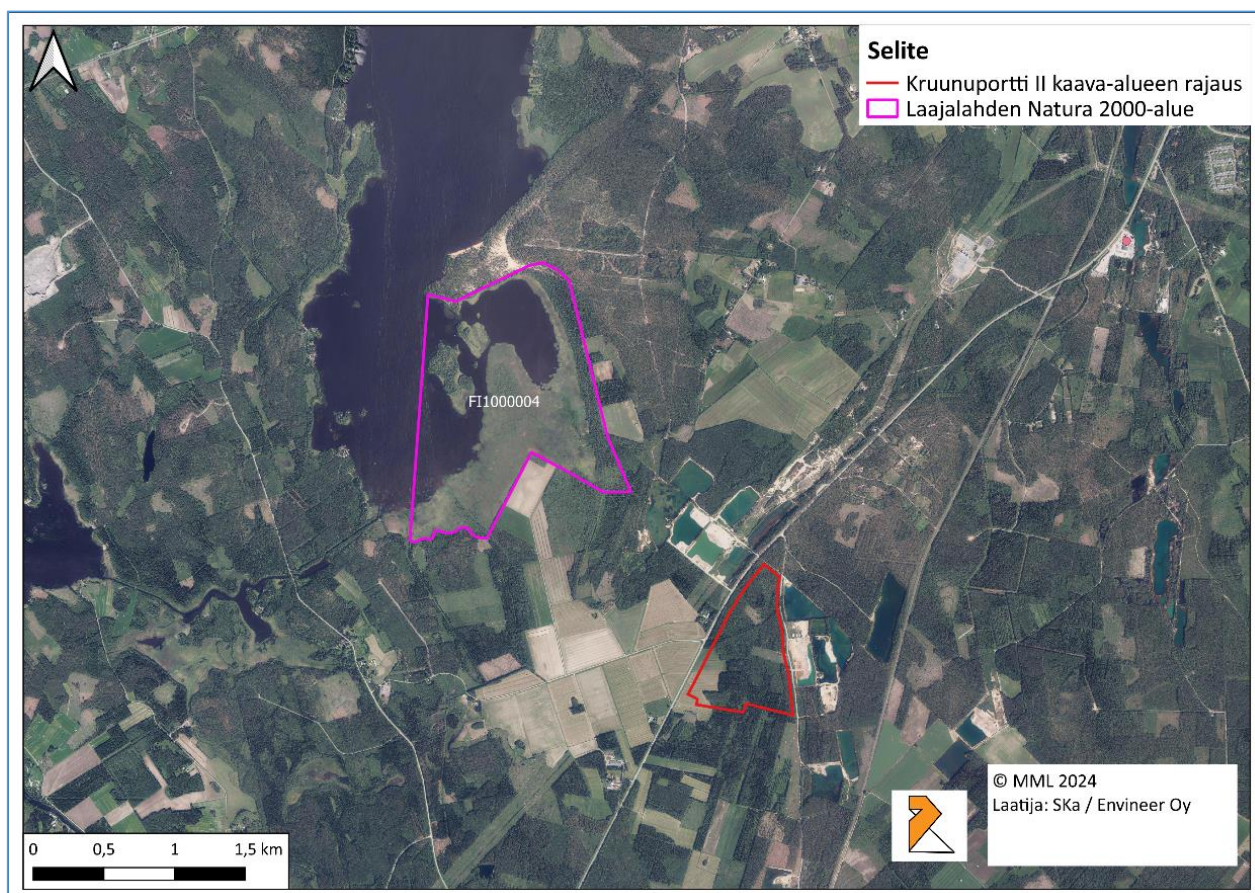 Selite
Kruunuportti II kaava-alueen rajaus
Laajalahden Natura 2000-alue
FI1000004
© MML 2024
Laatija: SKa / Envineer Oy
0 0,5 1 1,5 km